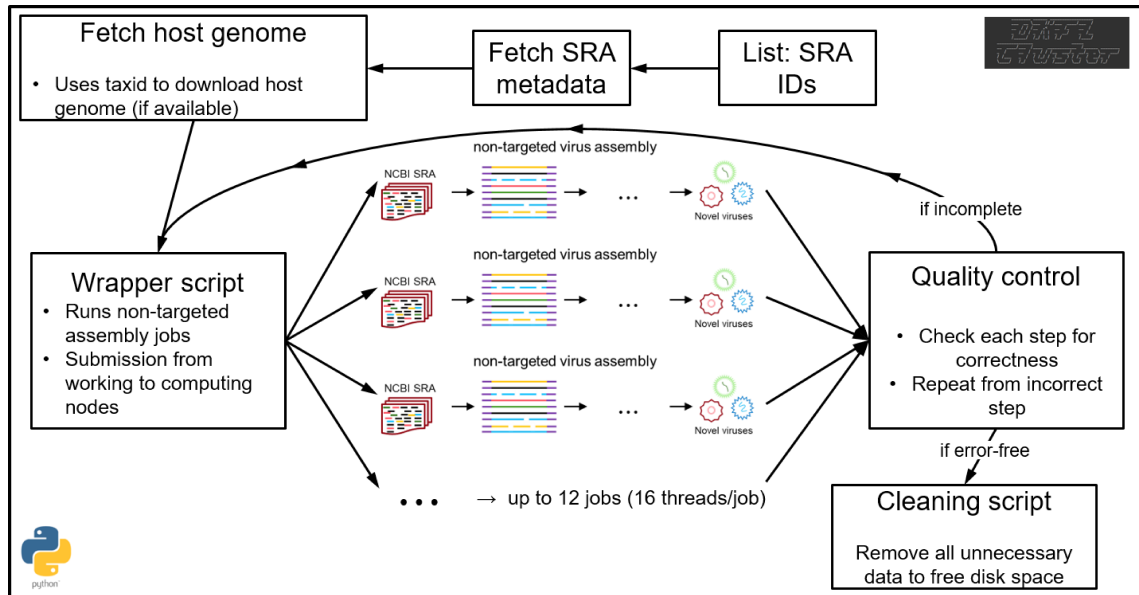 Fetch host genome
• Uses taxid to download host
genome (if available)
Fetch SRA
metadata
List: SRA
IDs
Cluster
non-targeted virus assembly
NCBI SRA
...
Novel viruses
if incomplete
Wrapper script
• Runs non-targeted
assembly jobs
• Submission from
working to computing
nodes
non-targeted virus assembly
NCBI SRA
...
Novel viruses
non-targeted virus assembly
NCBI SRA
...
Novel viruses
Quality control
• Check each step for
correctness
• Repeat from incorrect
step
if error-free
... → up to 12 jobs (16 threads/job)
Cleaning script
Remove all unnecessary
data to free disk space
python